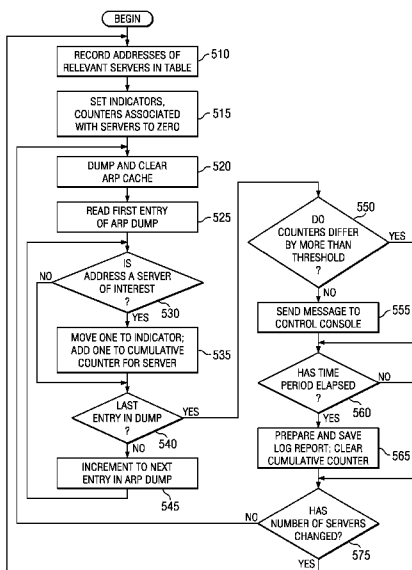 BEGIN
RECORD ADDRESSES OF
RELEVANT SERVERS IN TABLE
510
SET INDICATORS,
COUNTERS ASSOCIATED
WITH SERVERS TO ZERO
515
DUMP AND CLEAR
ARP CACHE
520
READ FIRST ENTRY
OF ARP DUMP
525
IS
ADDRESS A SERVER
OF INTEREST
?
530
NO
YES
MOVE ONE TO INDICATOR;
ADD ONE TO CUMULATIVE
COUNTER FOR SERVER
535
LAST
ENTRY IN DUMP
?
540
YES
NO
INCREMENT TO NEXT
ENTRY IN ARP DUMP
545
550
DO
COUNTERS DIFFER
BY MORE THAN
THRESHOLD
?
YES
NO
SEND MESSAGE TO
CONTROL CONSOLE
555
HAS TIME
PERIOD ELAPSED
?
560
NO
YES
PREPARE AND SAVE
LOG REPORT; CLEAR
CUMULATIVE COUNTER
565
HAS
NUMBER OF SERVERS
CHANGED?
575
NO
YES